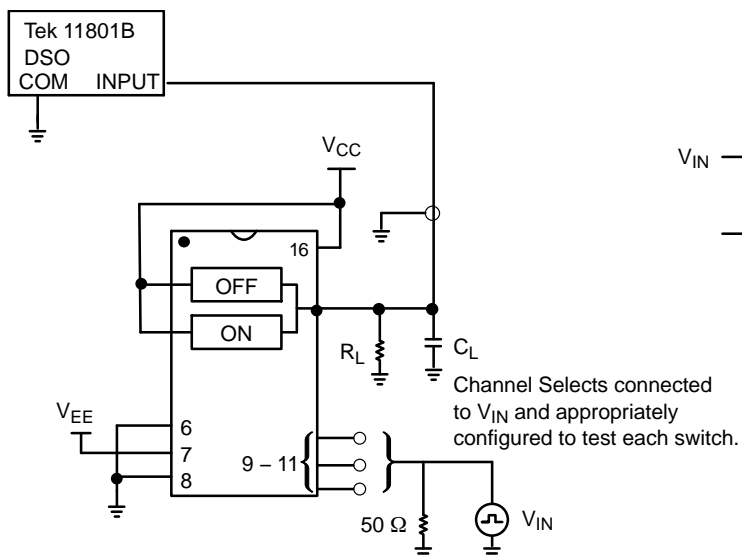 Tek 11801B
DSO
COM INPUT
VCC
VIN
16
OFF
ON
RL
CL
Channel Selects connected
to VIN and appropriately
configured to test each switch.
VEE
6
7
8
9 – 11
50 Ω
VIN